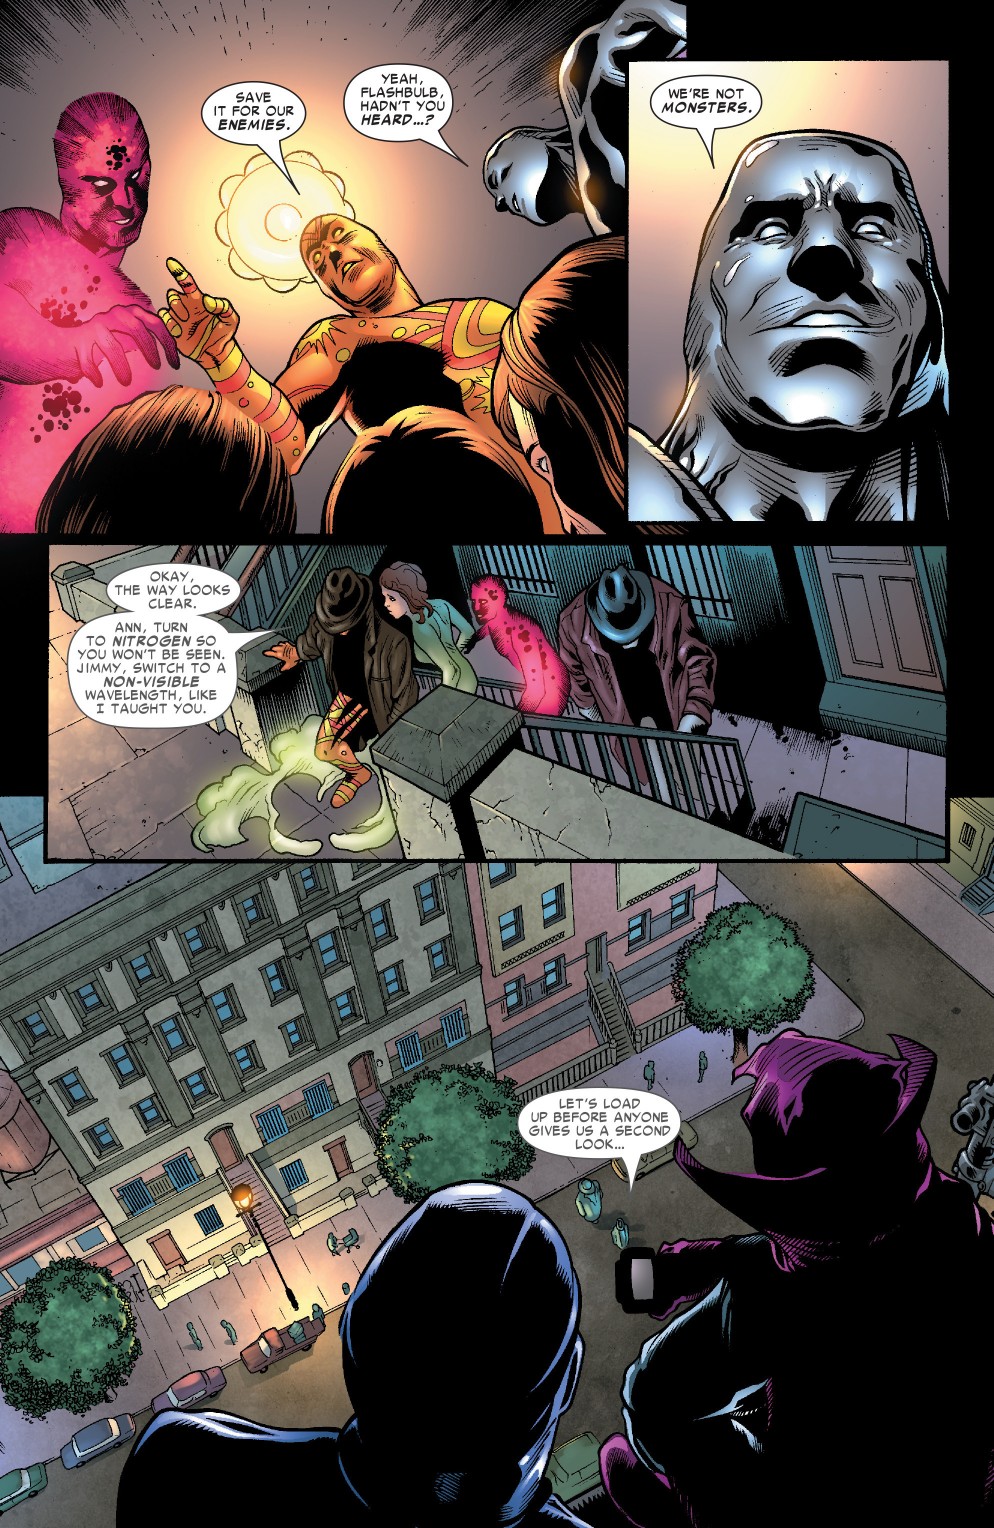 SAVE
IT FOR OUR
ENEMIES.
YEAH,
FLASHBULB,
HADN'T YOU
HEARD...?
WE'RE NOT
MONSTERS.
OKAY,
THE WAY LOOKS
CLEAR.
ANN, TURN
TO NITROGEN SO
YOU WON'T BE SEEN.
JIMMY, SWITCH TO A
NON-VISIBLE
WAVELENGTH, LIKE
I TAUGHT YOU.
LET'S LOAD
UP BEFORE ANYONE
GIVES US A SECOND
LOOK...